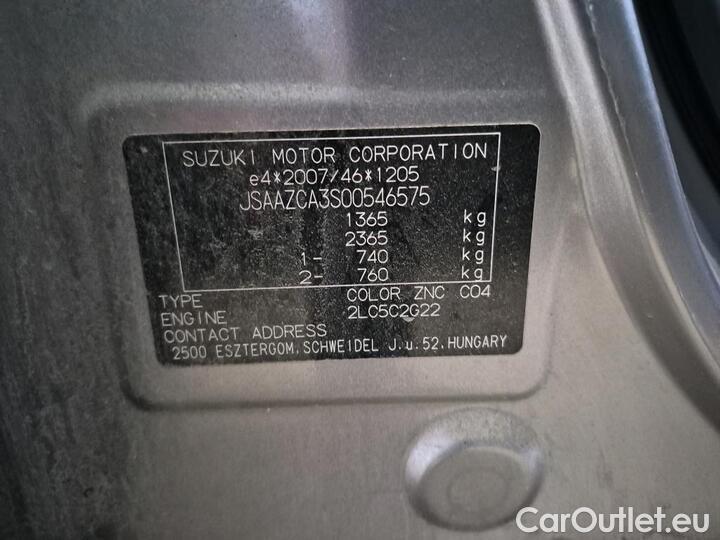 SUZUKI MOTOR CORPORATION
e4*2007/46*1205
JSAAZCA3S00546575
1365 kg
2365 kg
1- 740 kg
2- 760 kg
TYPE COLOR ZNC C04
ENGINE 2LC5C2G22
CONTACT ADDRESS
2500 ESZTERGOM, SCHWEIDEL J.u.52.HUNGARY
CarOutlet.eu